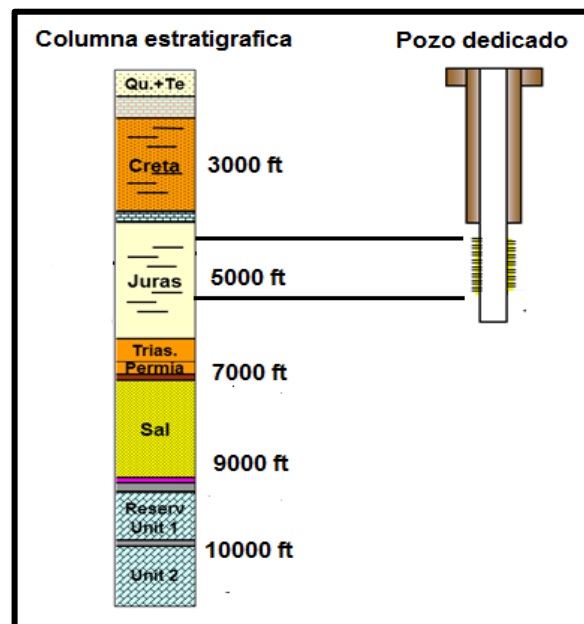 Columna estratigrafica
Pozo dedicado
Qu.+Te
Creta
3000 ft
Juras
5000 ft
Trias.
Permia
7000 ft
Sal
9000 ft
Reserv
Unit 1
10000 ft
Unit 2